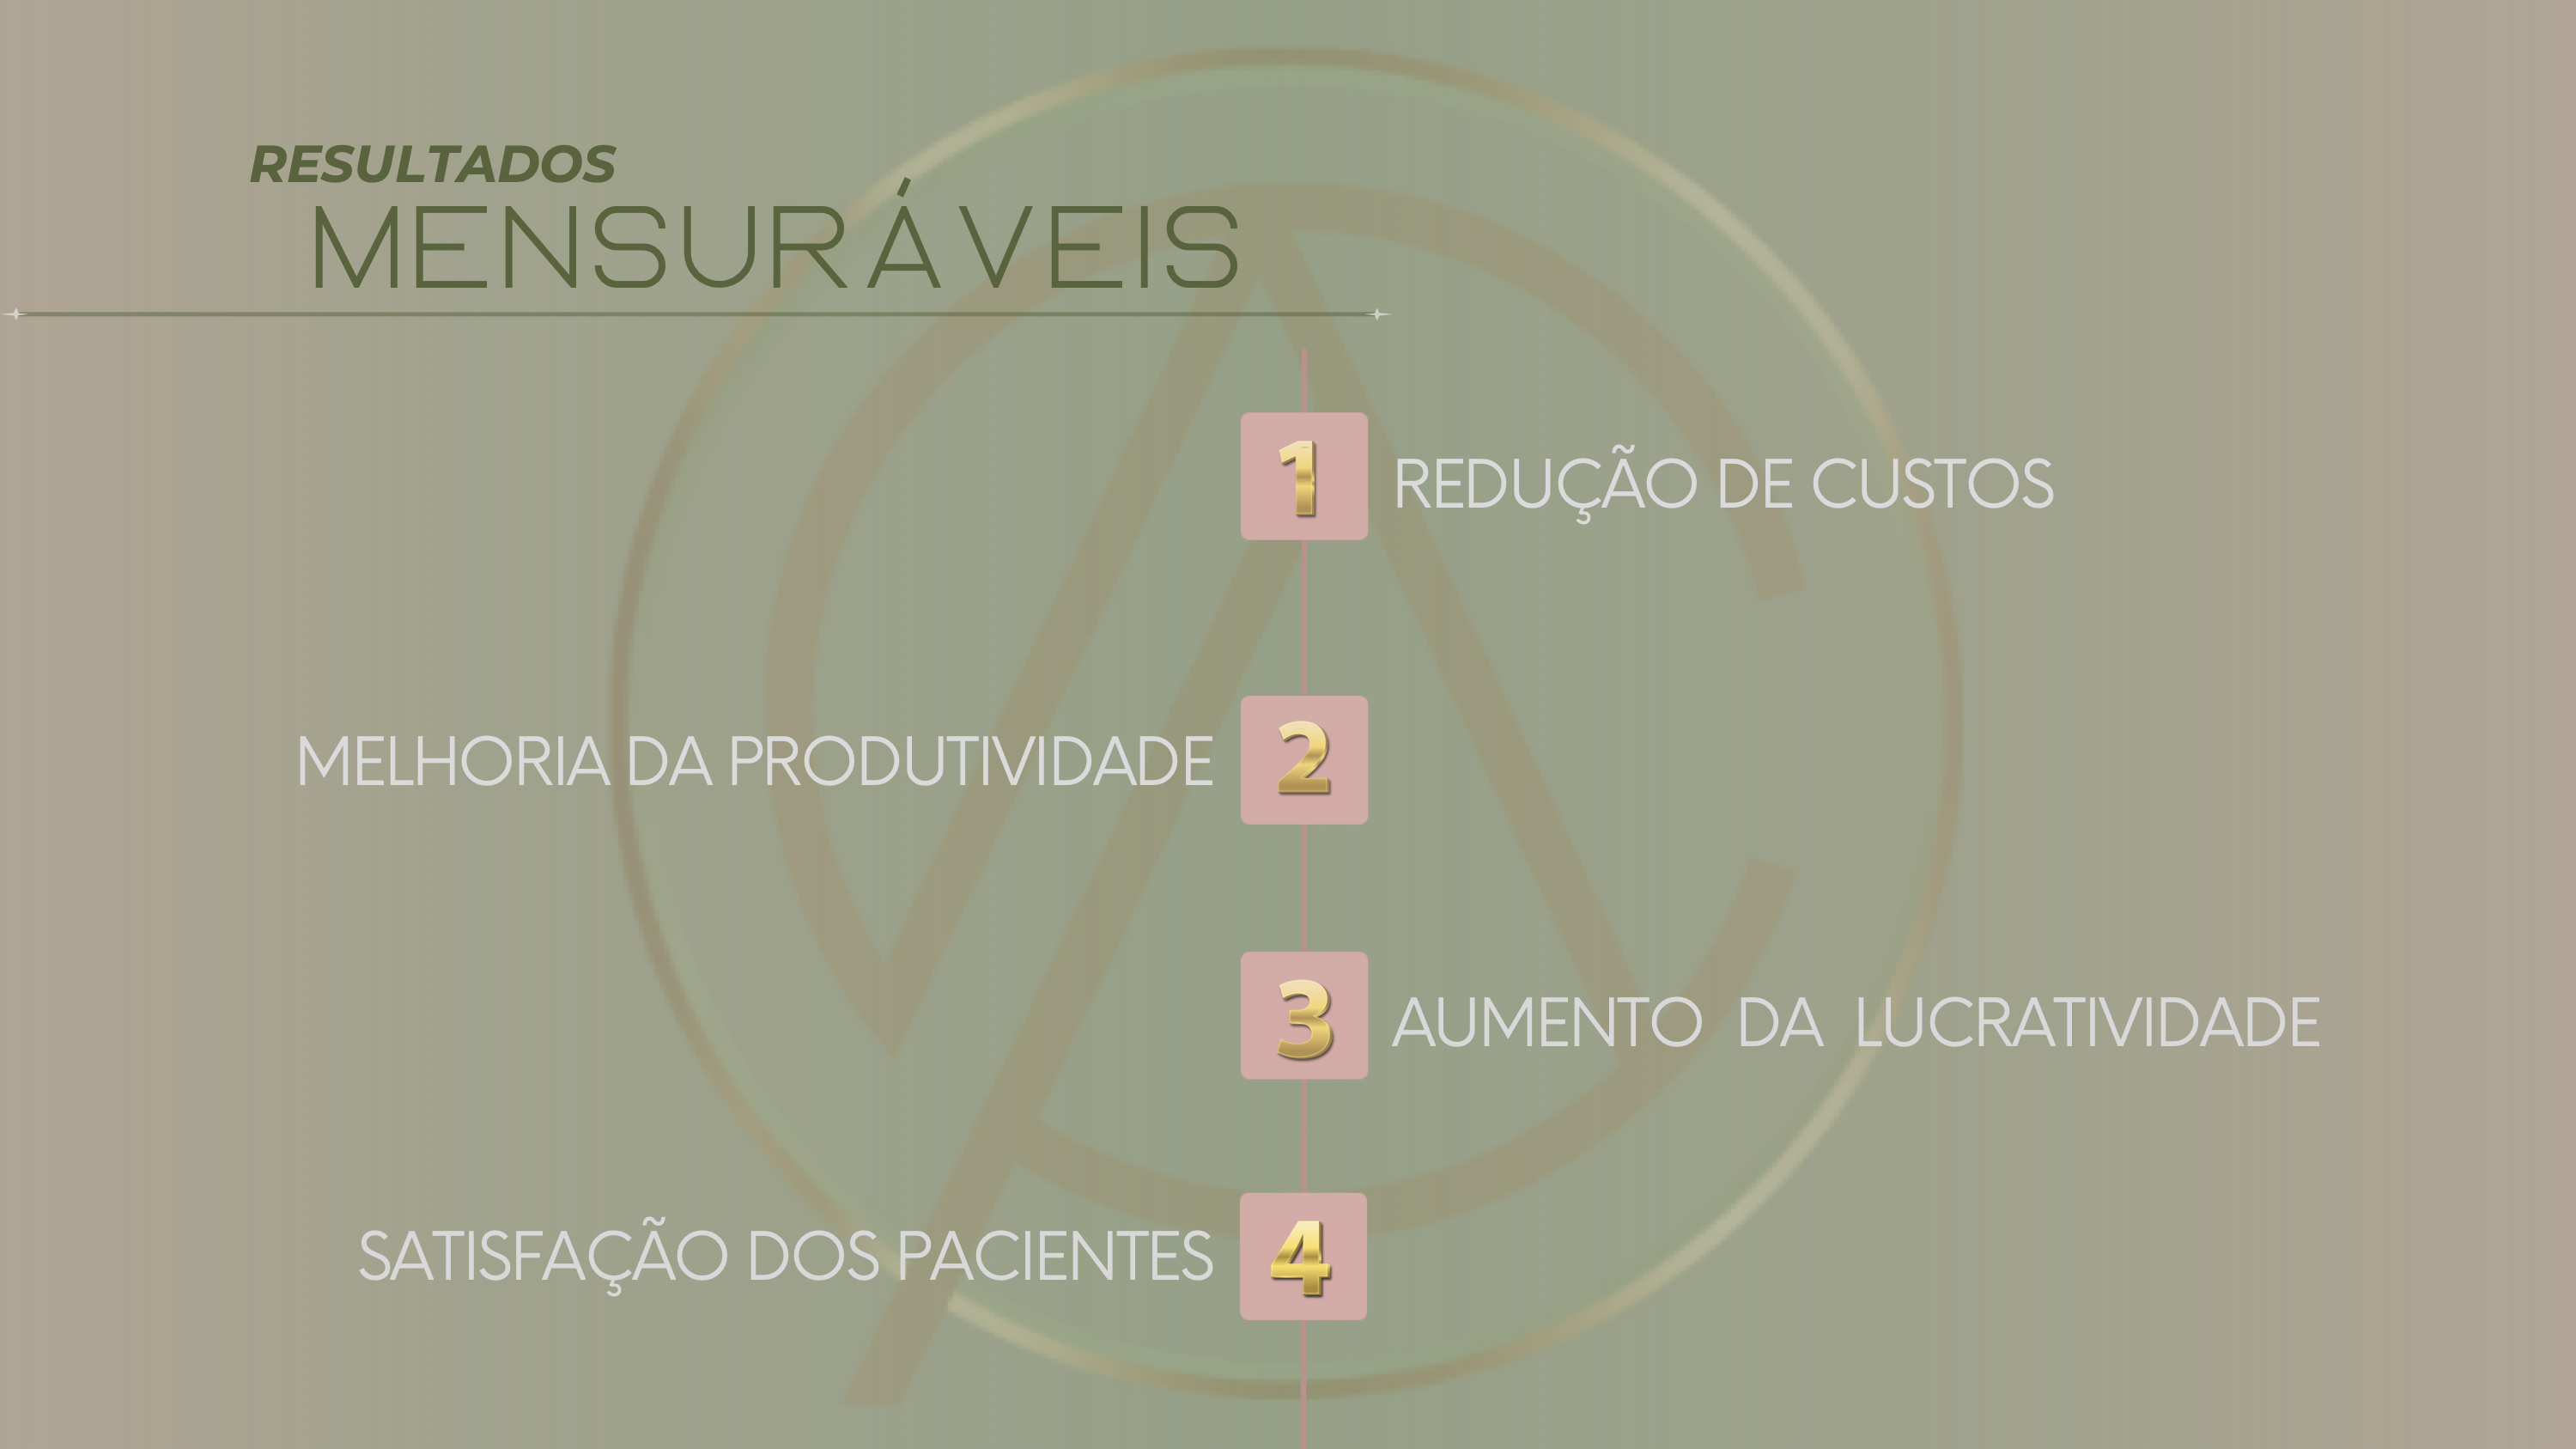 RESULTADOS
MENSURÁVEIS
1 REDUÇÃO DE CUSTOS
MELHORIA DA PRODUTIVIDADE 2
3 AUMENTO DA LUCRATIVIDADE
SATISFAÇÃO DOS PACIENTES 4